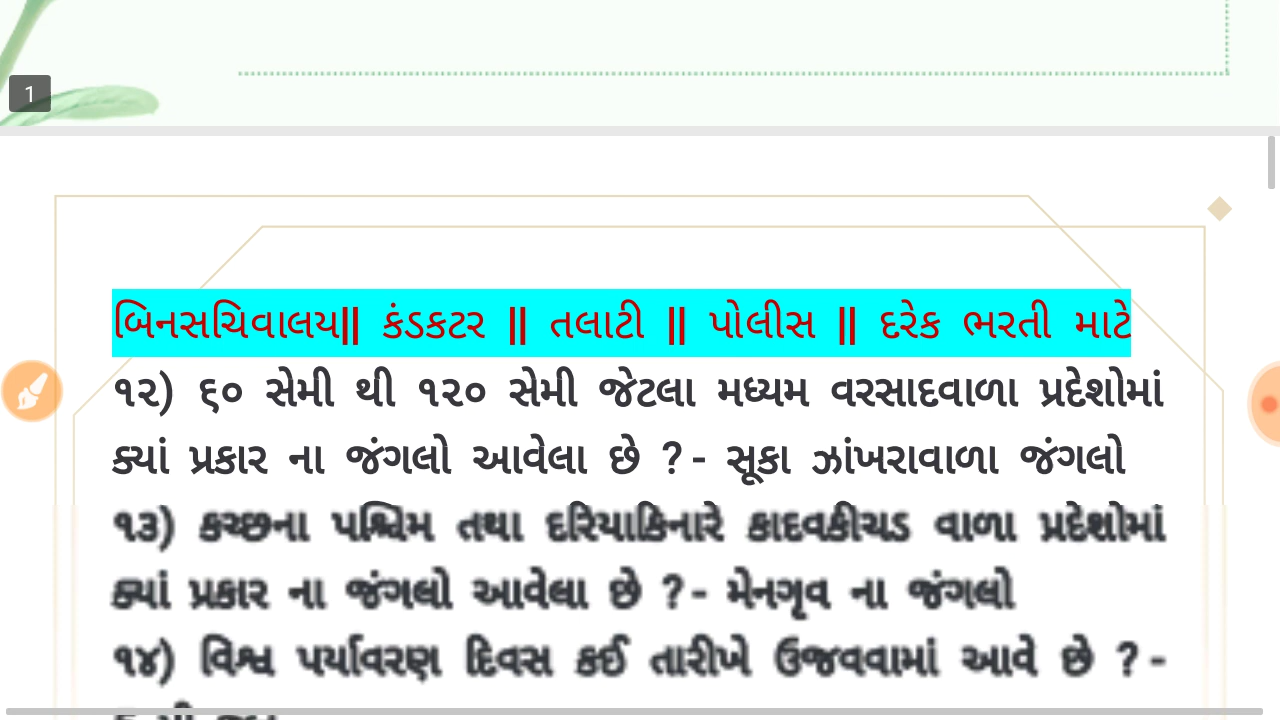 1
બિનસચિવાલય|| કંડકટર || તલાટી || પોલીસ || દરેક ભરતી માટે
૧૨) ૬૦ સેમી થી ૧૨૦ સેમી જેટલા મધ્યમ વરસાદવાળા પ્રદેશોમાં
ક્યાં પ્રકાર ના જંગલો આવેલા છે ? - સૂકા ઝાંખરાવાળા જંગલો
૧૩) કચ્છના પશ્ચિમ તથા દરિયાકિનારે કાદવકીચડ વાળા પ્રદેશોમાં
ક્યાં પ્રકાર ના જંગલો આવેલા છે ? - મેનગૃવ ના જંગલો
૧૪) વિશ્વ પર્યાવરણ દિવસ કઈ તારીખે ઉજવવામાં આવે છે ? -